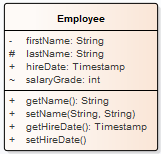 Employee
- firstName: String
# lastName: String
+ hireDate: Timestamp
~ salaryGrade: int
+ getName(): String
+ setName(String, String)
+ getHireDate(): Timestamp
+ setHireDate()